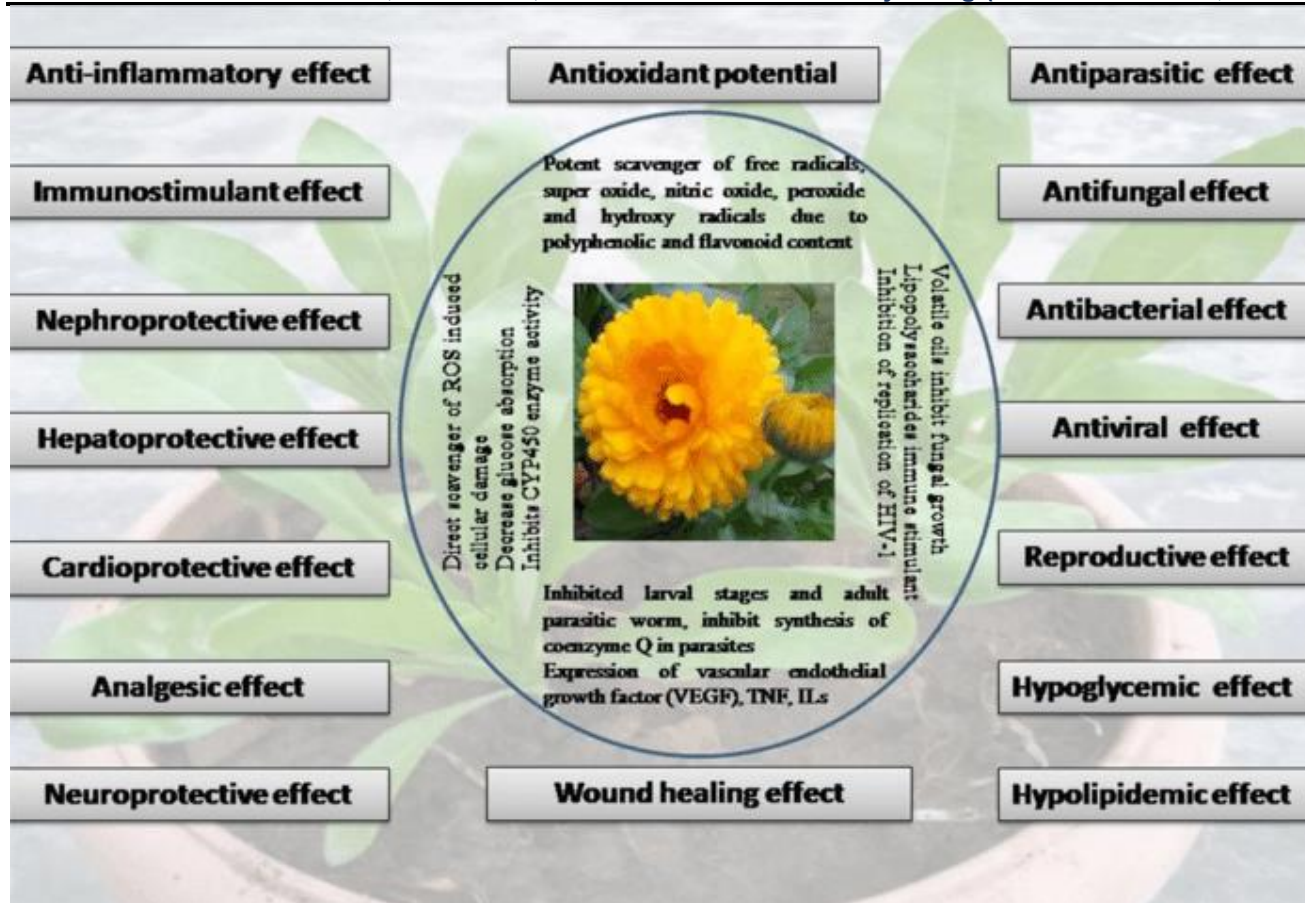 Anti-inflammatory effect
Immunostimulant effect
Nephroprotective effect
Hepatoprotective effect
Cardioprotective effect
Analgesic effect
Neuroprotective effect
Antioxidant potential
Potent scavenger of free radicals,
super oxide, nitric oxide, peroxide
and hydroxy radicals due to
polyphenolic and flavonoid content
Direct scavenger of ROS induced
cellular damage
Decrease glucose absorption
Inhibits CYP450 enzyme activity
Volatile oils inhibit fungal growth
Lipopolysaccharides immune stimulant
Inhibition of replication of HIV-1
Inhibited larval stages and adult
parasitic worm, inhibit synthesis of
coenzyme Q in parasites
Expression of vascular endothelial
growth factor (VEGF), TNF, ILs
Wound healing effect
Antiparasitic effect
Antifungal effect
Antibacterial effect
Antiviral effect
Reproductive effect
Hypoglycemic effect
Hypolipidemic effect